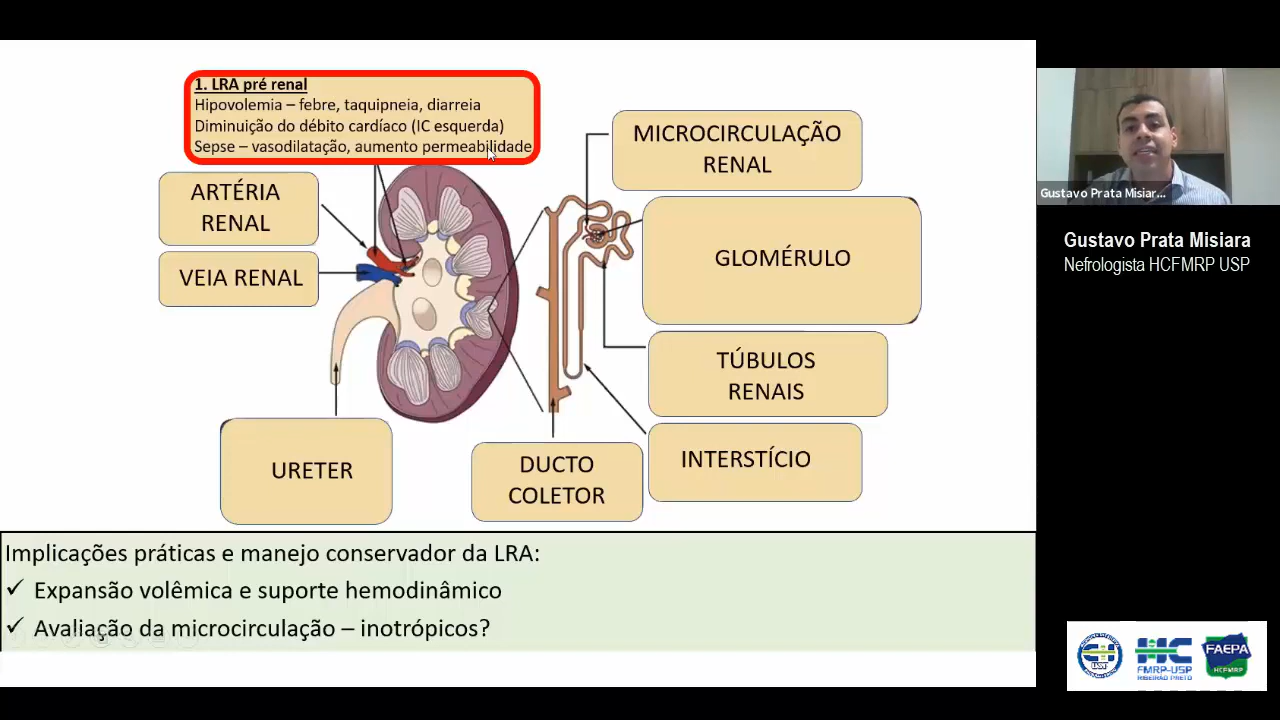 1. LRA pré renal
Hipovolemia – febre, taquipneia, diarreia
Diminuição do débito cardíaco (IC esquerda)
Sepse – vasodilatação, aumento permeabilidade
ARTÉRIA
RENAL
VEIA RENAL
URETER
MICROCIRCULAÇÃO
RENAL
GLOMÉRULO
TÚBULOS
RENAIS
INTERSTÍCIO
DUCTO
COLETOR
Implicações práticas e manejo conservador da LRA:
✓ Expansão volêmica e suporte hemodinâmico
✓ Avaliação da microcirculação – inotrópicos?
Gustavo Prata Misiar...
Gustavo Prata Misiara
Nefrologista HCFMRP USP
HC
FMRP-USP
RIBEIRÃO PRETO
FAEPA
HCFMRP